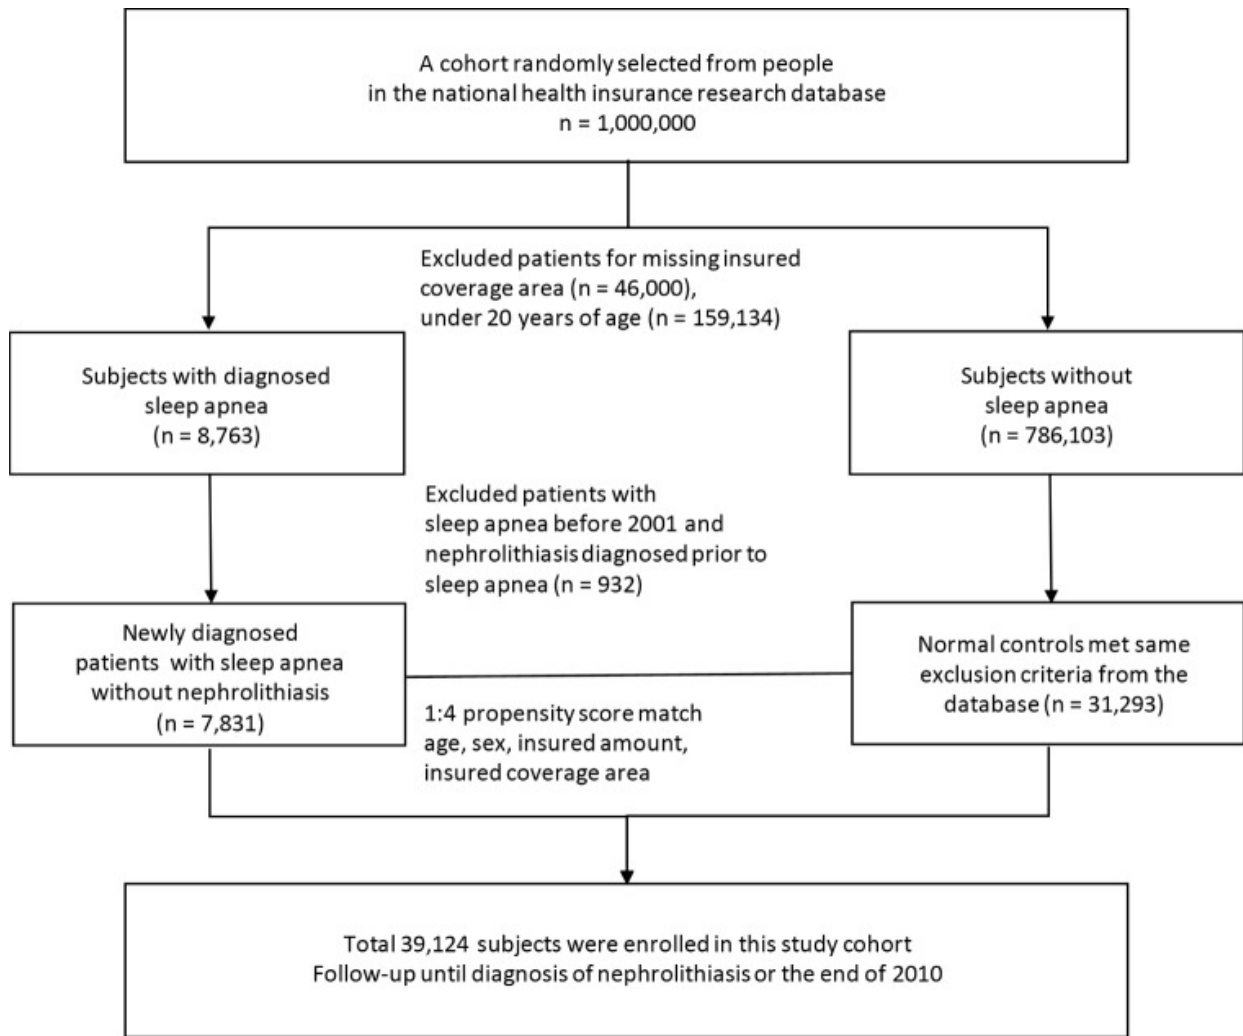 A cohort randomly selected from people
in the national health insurance research database
n = 1,000,000
Excluded patients for missing insured
coverage area (n = 46,000),
under 20 years of age (n = 159,134)
Subjects with diagnosed
sleep apnea
(n = 8,763)
Subjects without
sleep apnea
(n = 786,103)
Excluded patients with
sleep apnea before 2001 and
nephrolithiasis diagnosed prior to
sleep apnea (n = 932)
Newly diagnosed
patients with sleep apnea
without nephrolithiasis
(n = 7,831)
Normal controls met same
exclusion criteria from the
database (n = 31,293)
1:4 propensity score match
age, sex, insured amount,
insured coverage area
Total 39,124 subjects were enrolled in this study cohort
Follow-up until diagnosis of nephrolithiasis or the end of 2010